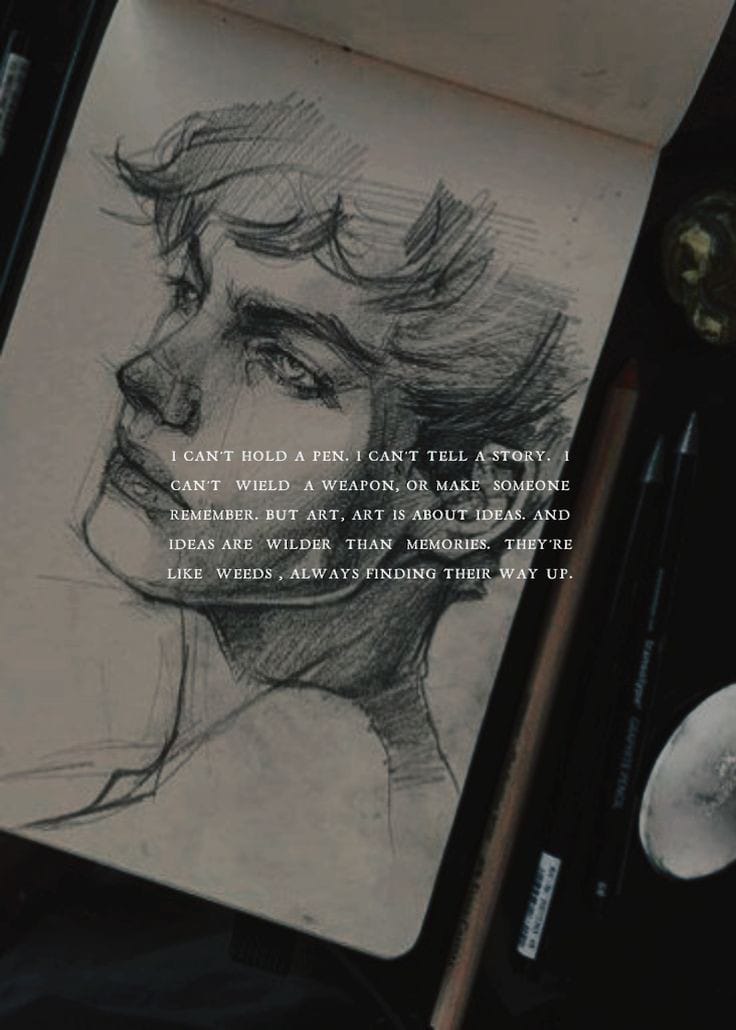 I CAN'T HOLD A PEN. I CAN'T TELL A STORY. I
CAN'T WIELD A WEAPON, OR MAKE SOMEONE
REMEMBER. BUT ART, ART IS ABOUT IDEAS. AND
IDEAS ARE WILDER THAN MEMORIES. THEY'RE
LIKE WEEDS , ALWAYS FINDING THEIR WAY UP.